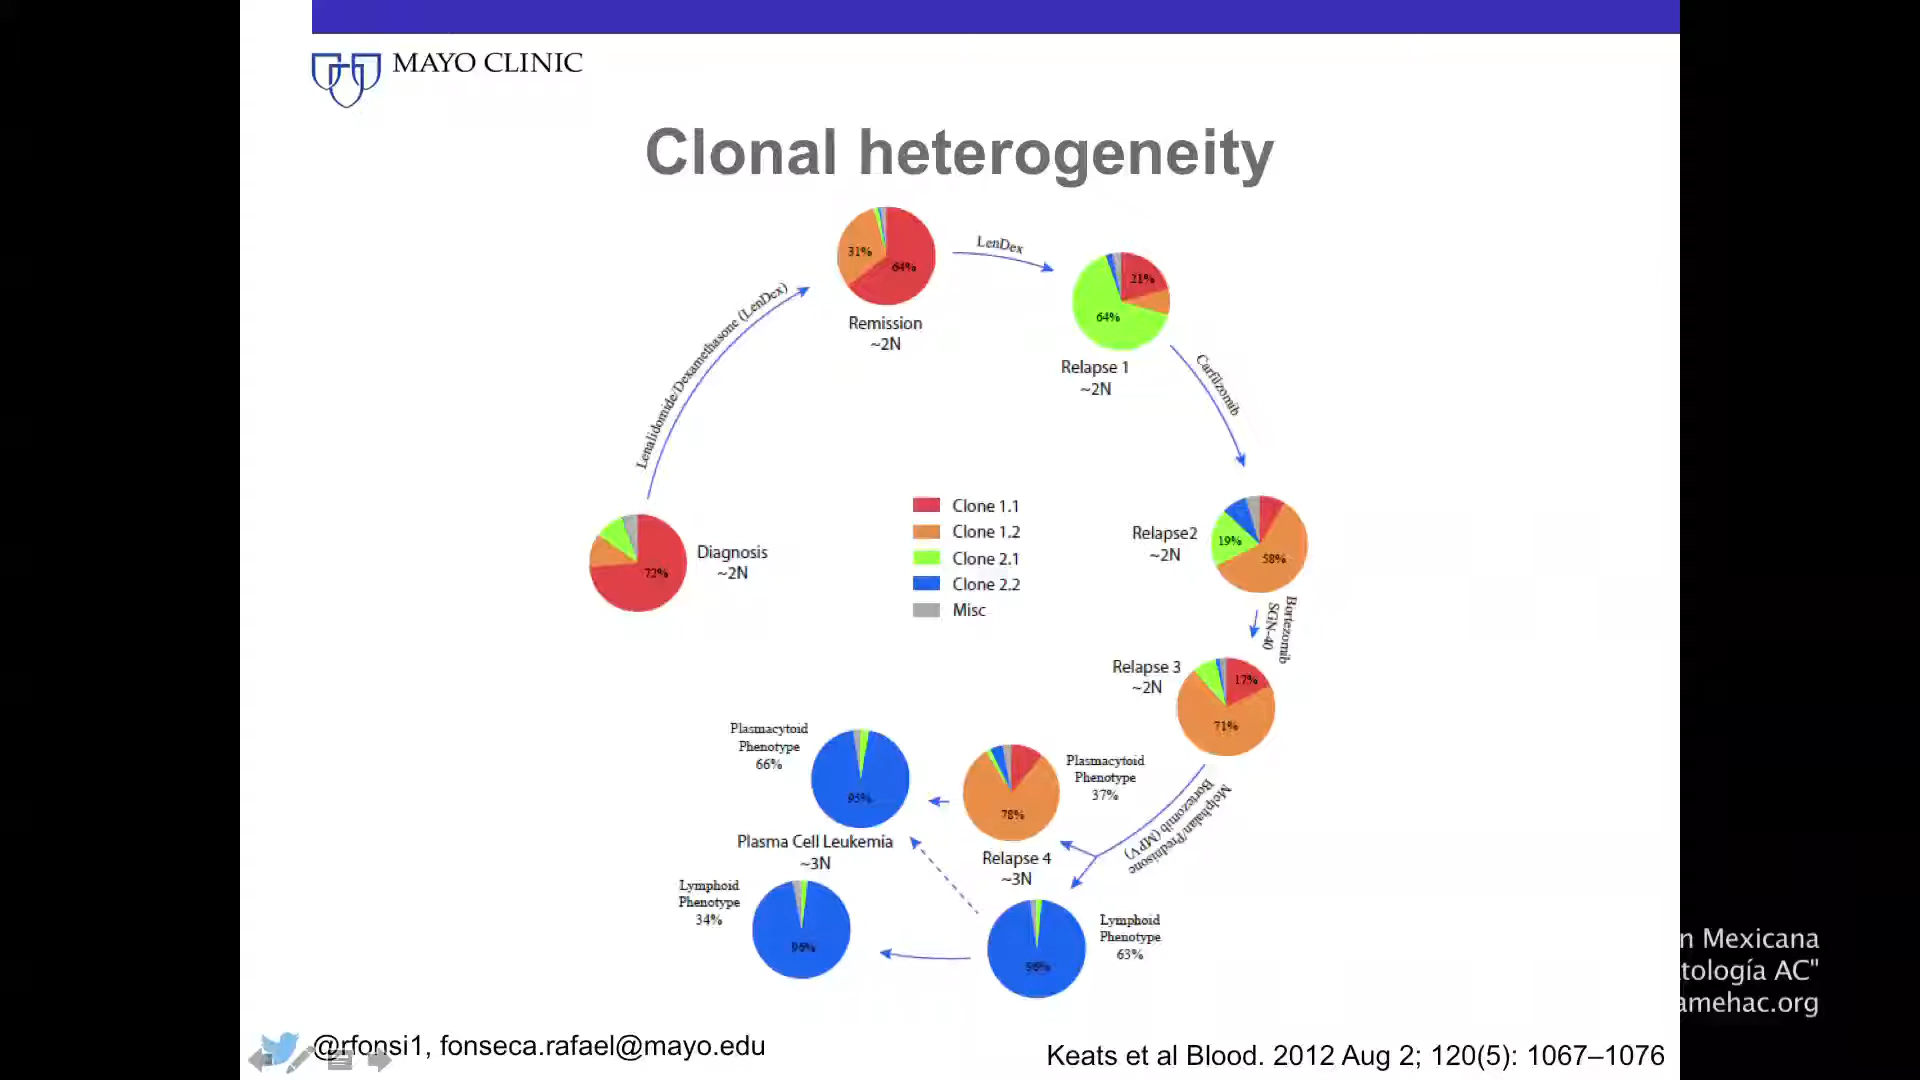 MAYO CLINIC
Clonal heterogeneity
31%
64%
Remission
~2N
LenDex
21%
64%
Relapse 1
~2N
Lenalidomide/Dexamethasone (LenDex)
Carfilzomib
72%
Diagnosis
~2N
Clone 1.1
Clone 1.2
Clone 2.1
Clone 2.2
Misc
Relapse2
~2N
19%
58%
Bortezomib
SGN-40
Relapse 3
~2N
17%
71%
Melphalan/Prednisone
Bortezomib (MPV)
Plasmacytoid
Phenotype
66%
95%
Plasma Cell Leukemia
~3N
78%
Plasmacytoid
Phenotype
37%
Relapse 4
~3N
Lymphoid
Phenotype
34%
96%
96%
Lymphoid
Phenotype
63%
n Mexicana
tología AC"
amehac.org
@rfonsi1, fonseca.rafael@mayo.edu
Keats et al Blood. 2012 Aug 2; 120(5): 1067–1076